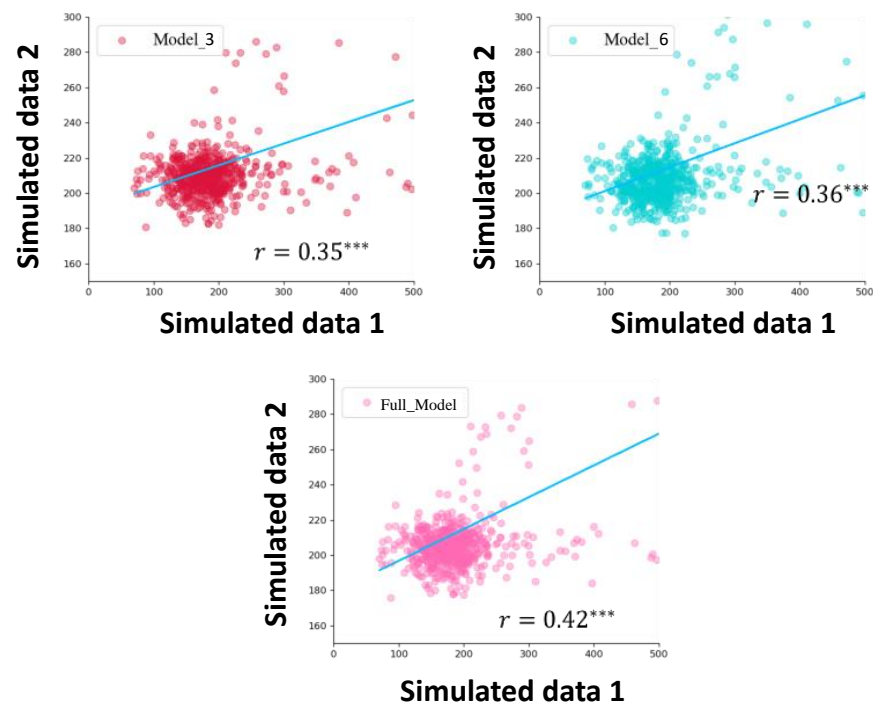 Simulated data 2
300
280
260
240
220
200
180
160
Model_3
r = 0.35***
0 100 200 300 400 500
Simulated data 1
Simulated data 2
300
280
260
240
220
200
180
160
Model_6
r = 0.36***
0 100 200 300 400 500
Simulated data 1
Simulated data 2
300
280
260
240
220
200
180
160
Full_Model
r = 0.42***
0 100 200 300 400 500
Simulated data 1